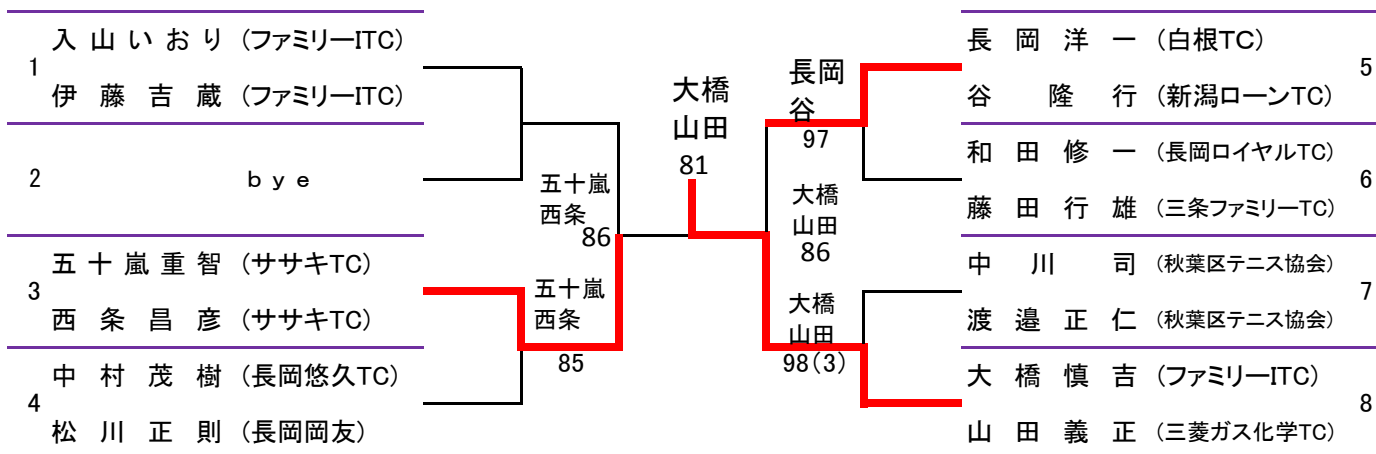 1
入山いおり (ファミリーITC)
伊藤吉蔵 (ファミリーITC)
2
bye
3
五十嵐重智 (ササキTC)
西条昌彦 (ササキTC)
4
中村茂樹 (長岡悠久TC)
松川正則 (長岡岡友)
五十嵐
西条
86
五十嵐
西条
85
大橋
山田
81
長岡
谷
97
大橋
山田
86
大橋
山田
98(3)
長岡洋一 (白根TC)
谷隆行 (新潟ローンTC)
5
和田修一 (長岡ロイヤルTC)
藤田行雄 (三条ファミリーTC)
6
中川司 (秋葉区テニス協会)
渡邉正仁 (秋葉区テニス協会)
7
大橋慎吉 (ファミリーITC)
山田義正 (三菱ガス化学TC)
8